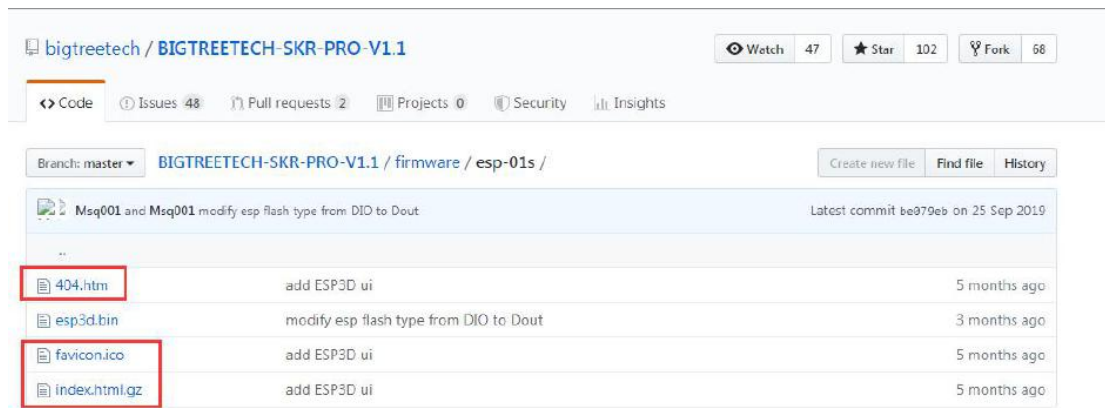 bigtreetech / BIGTREETECH-SKR-PRO-V1.1 Watch 47 Star 102 Fork 68
Code Issues 48 Pull requests 2 Projects 0 Security Insights
Branch: master BIGTREETECH-SKR-PRO-V1.1 / firmware / esp-01s / Create new file Find file History
Msq001 and Msq001 modify esp flash type from DIO to Dout Latest commit be079eb on 25 Sep 2019
..
404.htm add ESP3D ui 5 months ago
esp3d.bin modify esp flash type from DIO to Dout 3 months ago
favicon.ico add ESP3D ui 5 months ago
index.html.gz add ESP3D ui 5 months ago